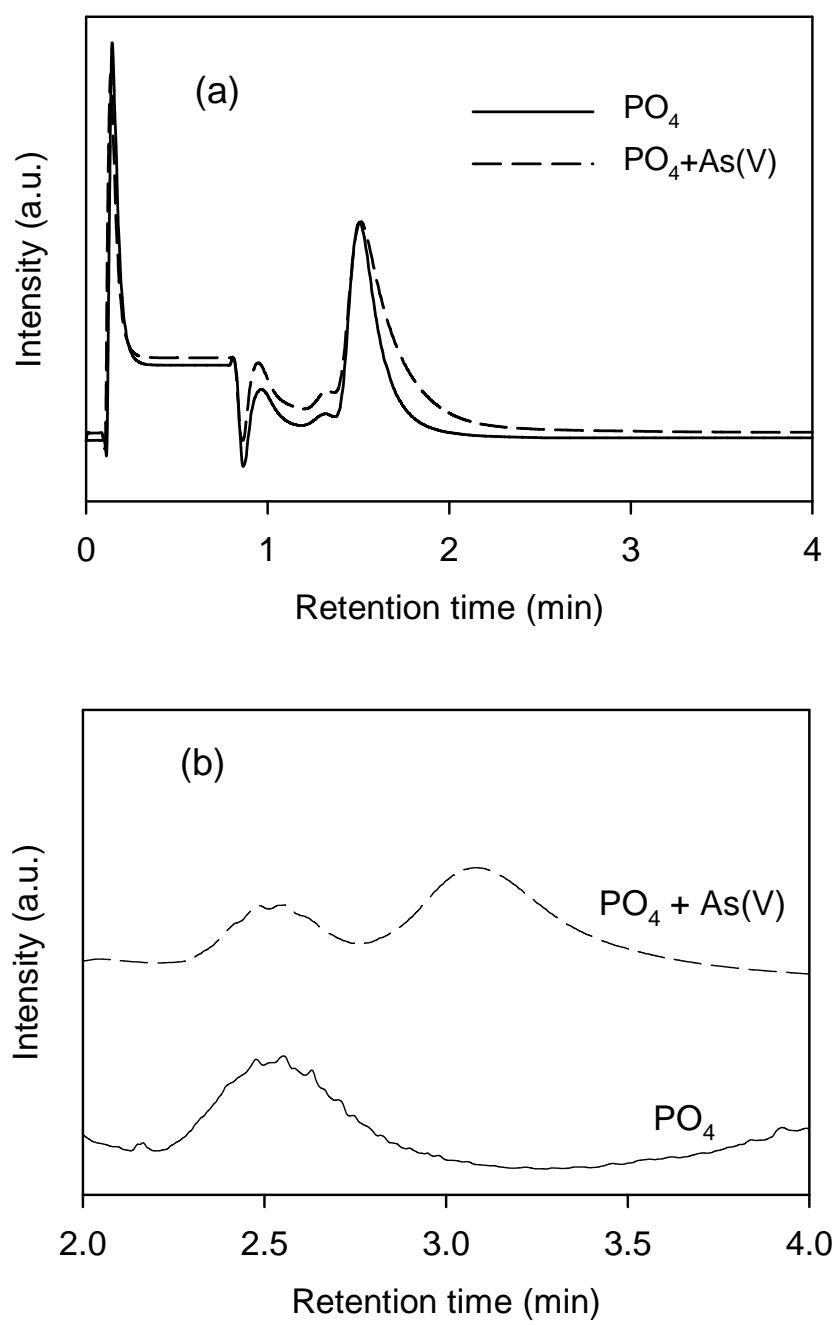 (a)
PO₄
PO₄+As(V)
Intensity (a.u.)
0 1 2 3 4
Retention time (min)
(b)
PO₄ + As(V)
PO₄
Intensity (a.u.)
2.0 2.5 3.0 3.5 4.0
Retention time (min)